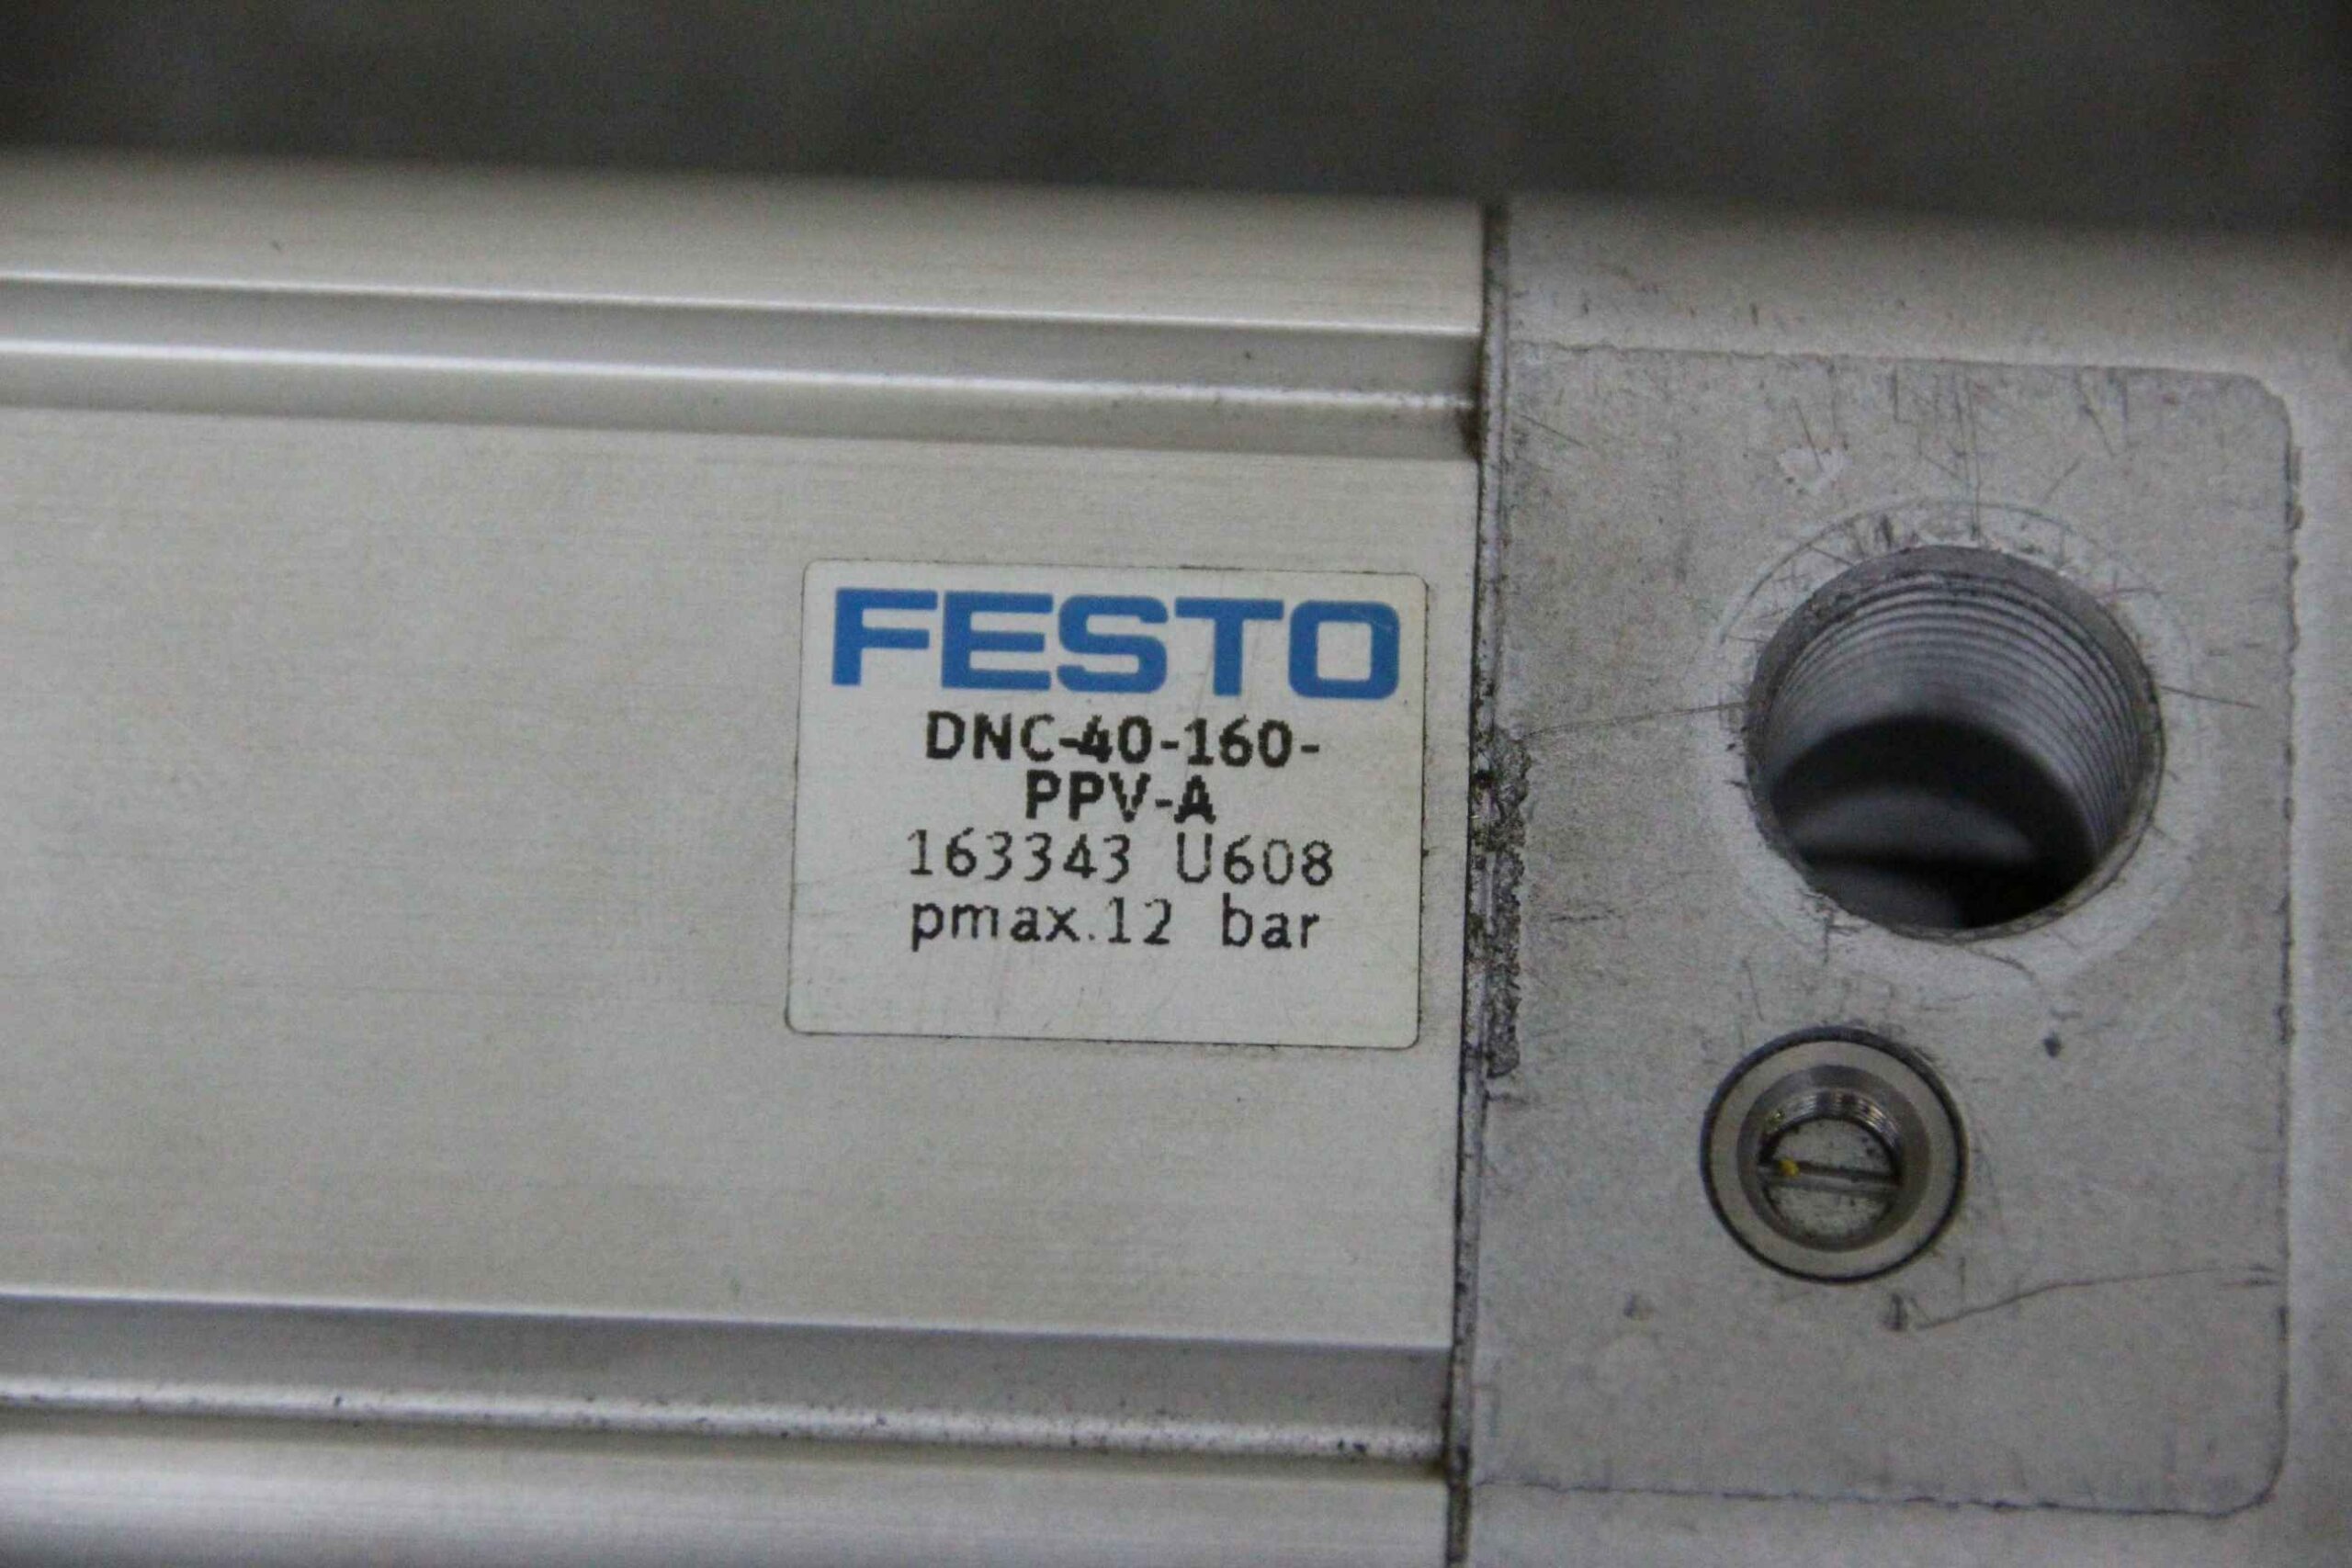 FESTO
DNC-40-160-
PPV-A
163343 U608
pmax.12 bar